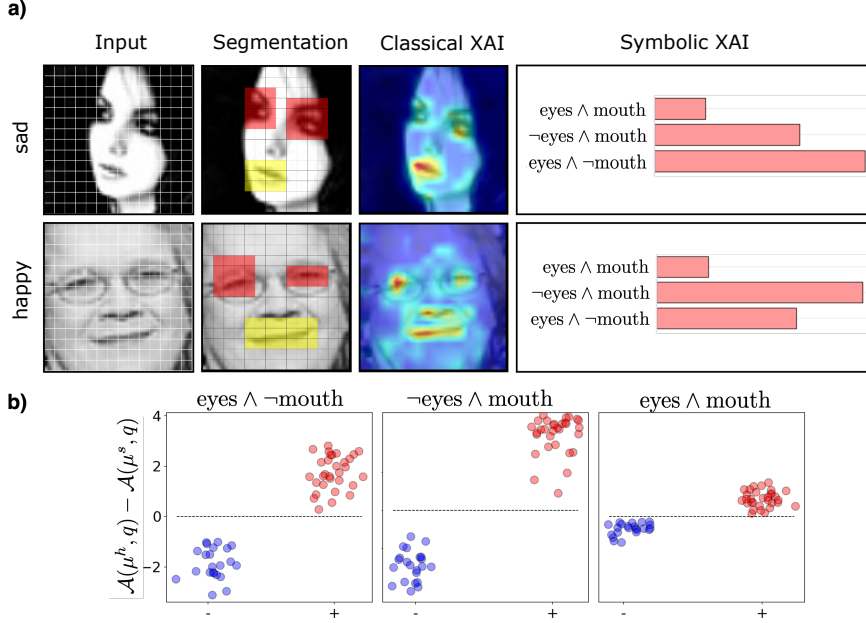 a)
Input Segmentation Classical XAI Symbolic XAI
sad
eyes ∧ mouth
¬eyes ∧ mouth
eyes ∧ ¬mouth
happy
eyes ∧ mouth
¬eyes ∧ mouth
eyes ∧ ¬mouth
b)
eyes ∧ ¬mouth ¬eyes ∧ mouth eyes ∧ mouth
𝒜(μʰ, q) − 𝒜(μˢ, q)
4
2
0
−2
- + - + - +